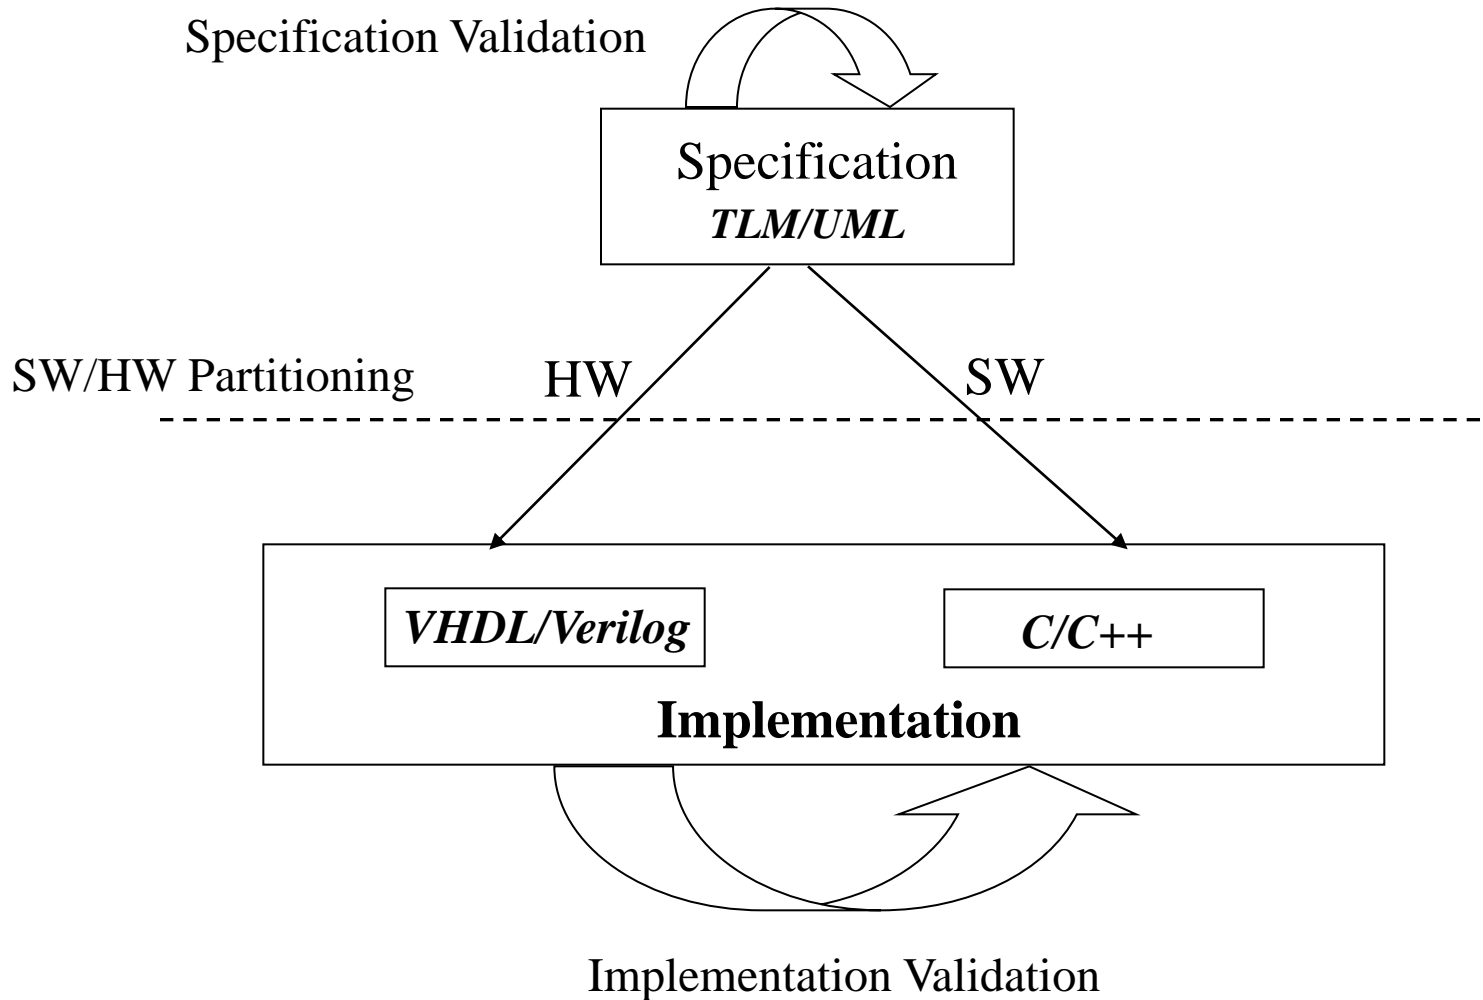 Specification Validation
Specification
TLM/UML
SW/HW Partitioning
HW
SW
VHDL/Verilog
C/C++
Implementation
Implementation Validation